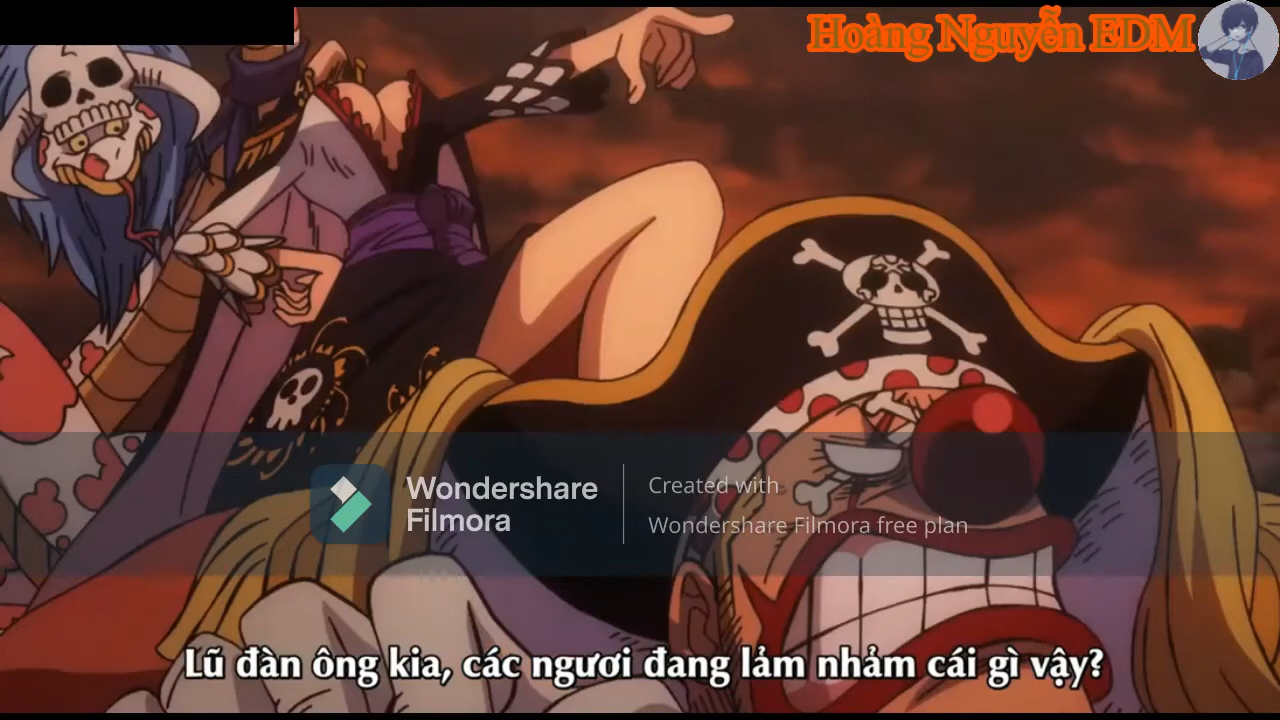 Hoàng Nguyễn EDM
Wondershare
Filmora
Created with
Wondershare Filmora free plan
Lũ đàn ông kia, các ngươi đang lảm nhảm cái gì vậy?